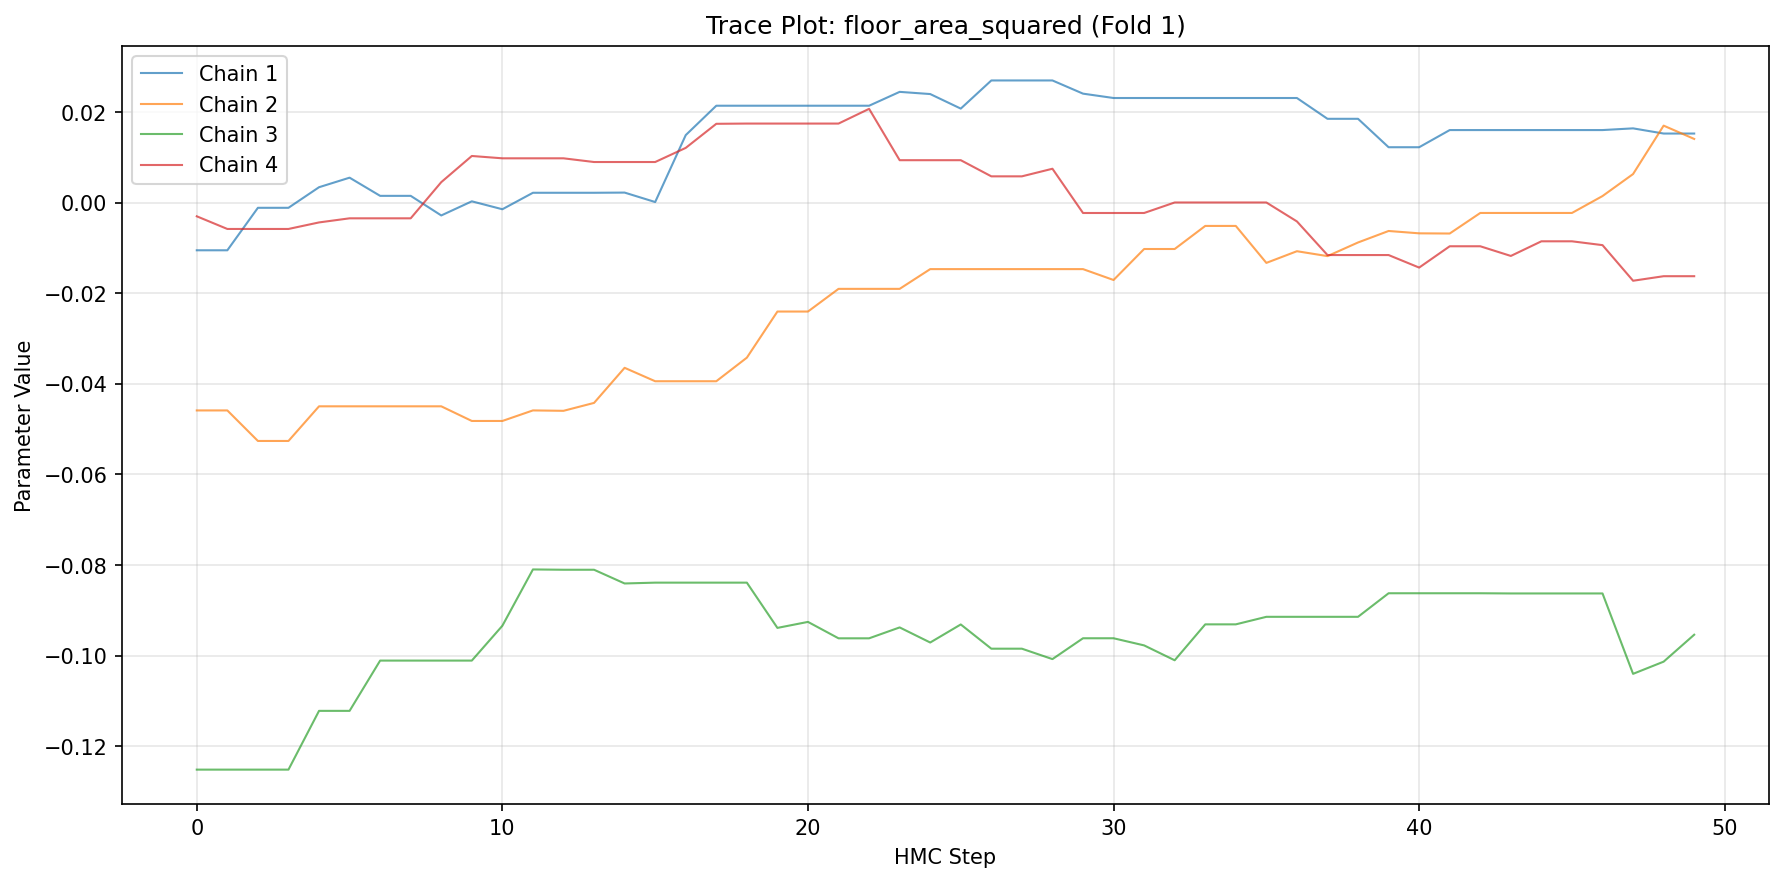 Trace Plot: floor_area_squared (Fold 1)
Chain 1
Chain 2
Chain 3
Chain 4
0.02
0.00
−0.02
−0.04
−0.06
−0.08
−0.10
−0.12
Parameter Value
0 10 20 30 40 50
HMC Step